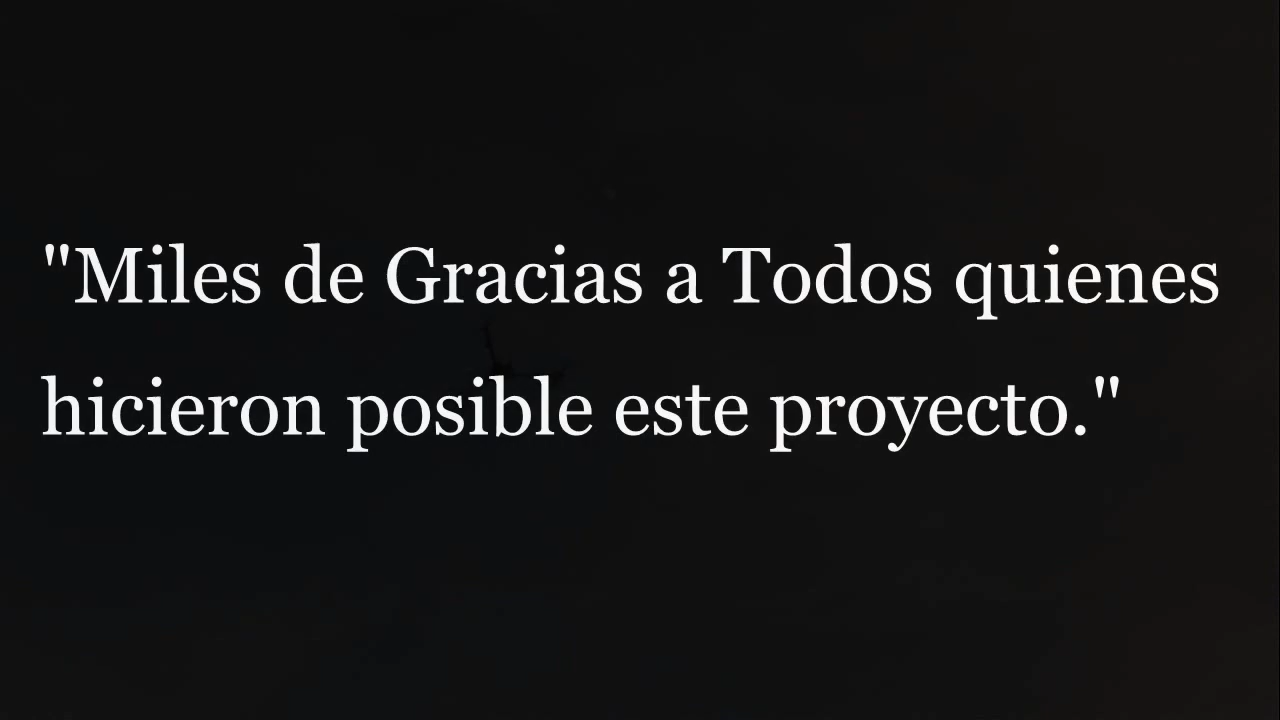 "Miles de Gracias a Todos quienes
hicieron posible este proyecto."